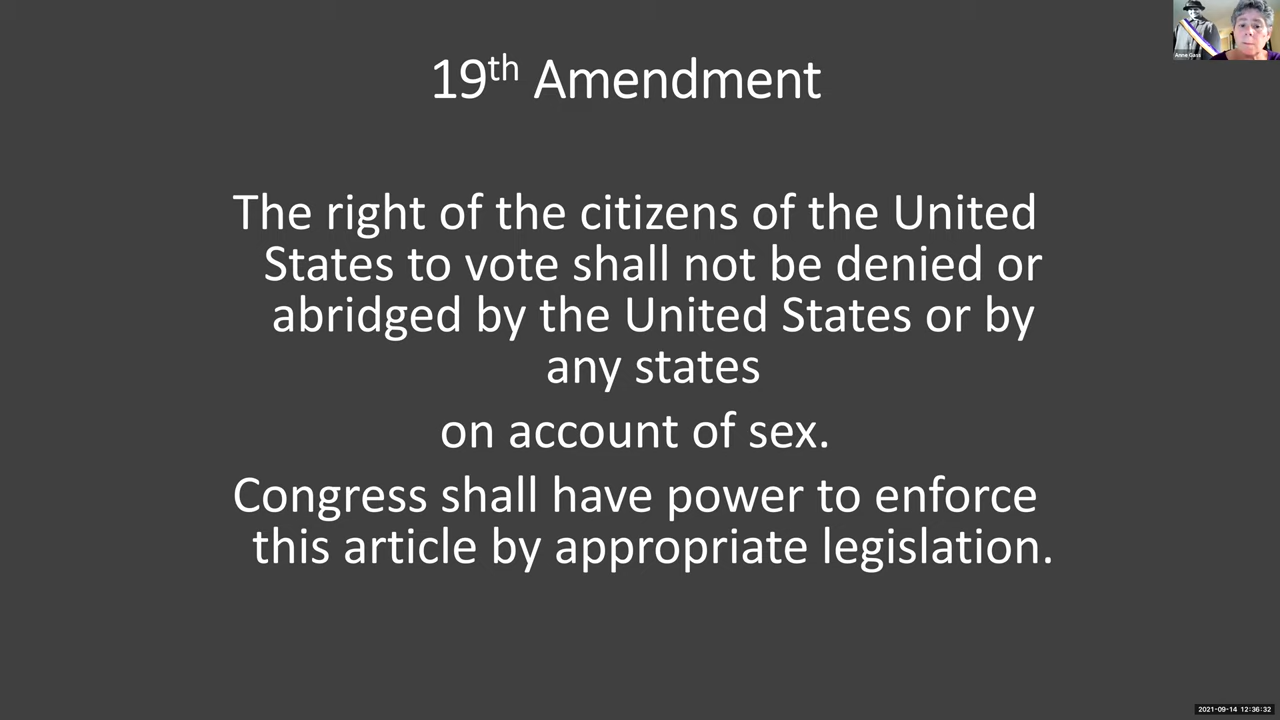 19th Amendment
The right of the citizens of the United
States to vote shall not be denied or
abridged by the United States or by
any states
on account of sex.
Congress shall have power to enforce
this article by appropriate legislation.
Anne Gass
2021-09-14 12:36:32